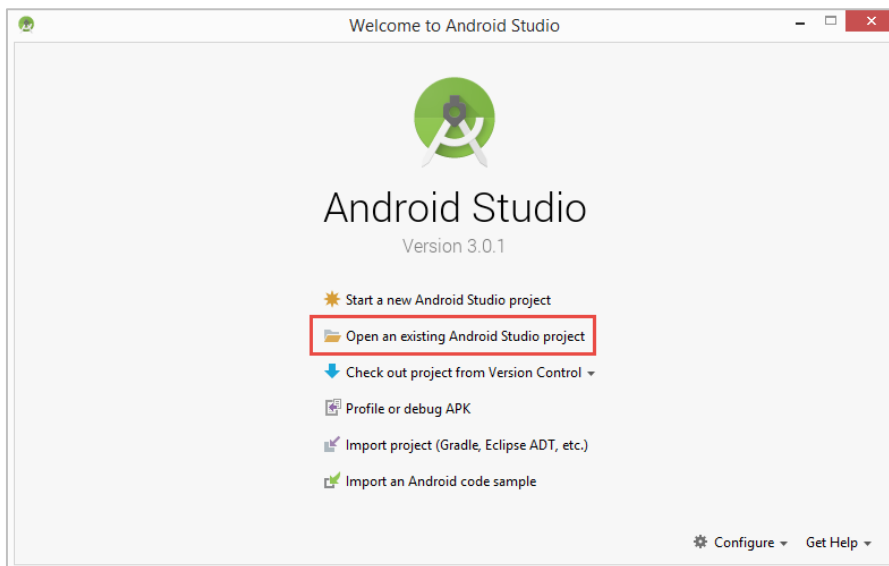 Welcome to Android Studio
Android Studio
Version 3.0.1
Start a new Android Studio project
Open an existing Android Studio project
Check out project from Version Control
Profile or debug APK
Import project (Gradle, Eclipse ADT, etc.)
Import an Android code sample
Configure Get Help